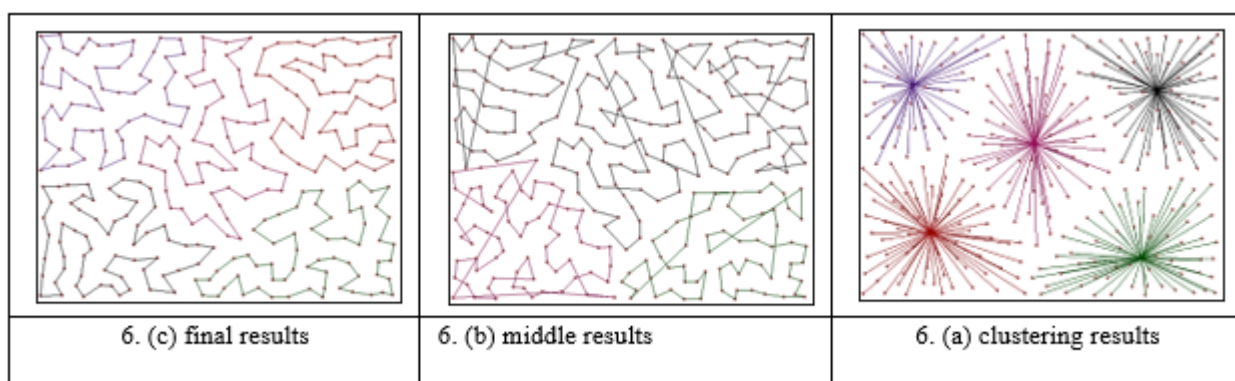 6. (c) final results
6. (b) middle results
6. (a) clustering results